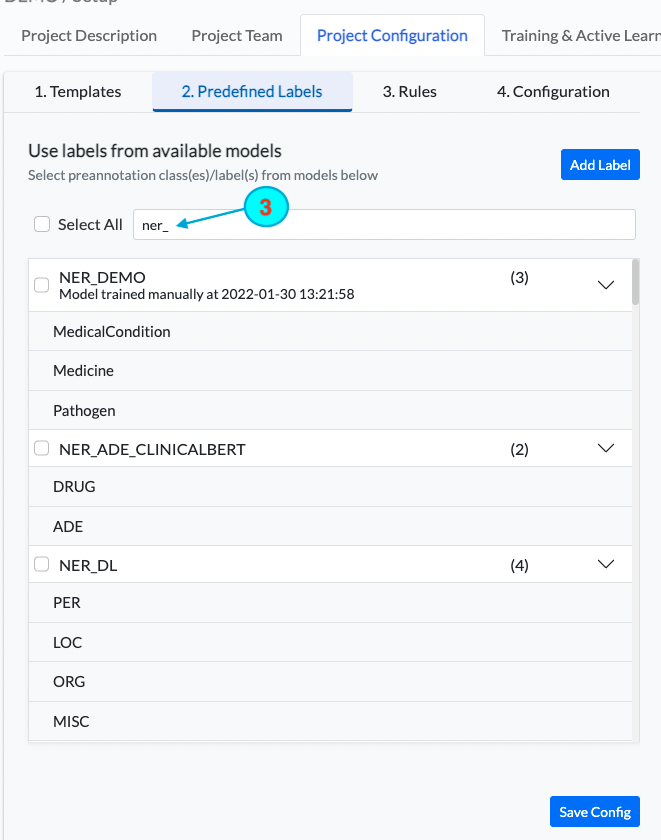 DEMO / Setup
Project Description Project Team Project Configuration Training & Active Learn
1. Templates 2. Predefined Labels 3. Rules 4. Configuration
Use labels from available models
Select preannotation class(es)/label(s) from models below
Add Label
3
Select All ner_
NER_DEMO (3)
Model trained manually at 2022-01-30 13:21:58
MedicalCondition
Medicine
Pathogen
NER_ADE_CLINICALBERT (2)
DRUG
ADE
NER_DL (4)
PER
LOC
ORG
MISC
Save Config